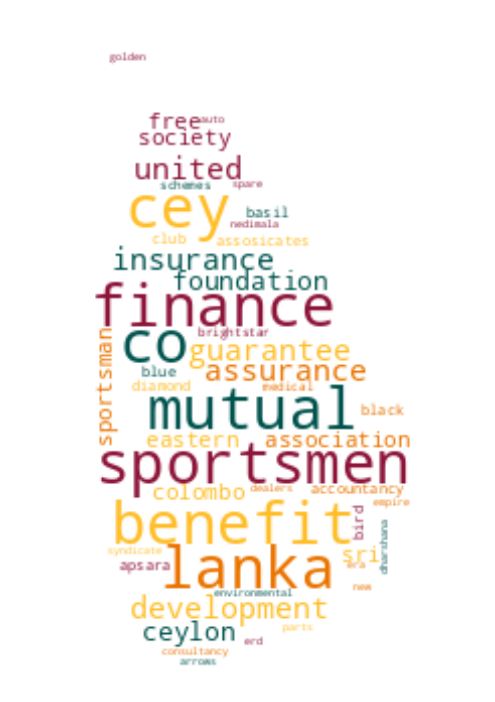 golden
free auto
society
united
schemes spare
cey basil
nedimala
club assosicates
insurance
foundation
finance
brightstar
co guarantee
sportsman
blue assurance
diamond medical
mutual black
eastern association
sportsmen
colombo dealers accountancy
empire
benefit bird
dharshana
syndicate sri
apsara lanka era
new
environmental
development
ceylon parts
erd
consultancy
arrows